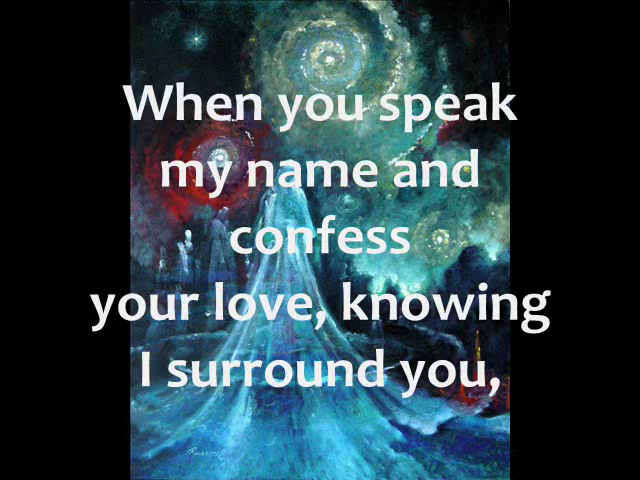 When you speak
my name and
confess
your love, knowing
I surround you,